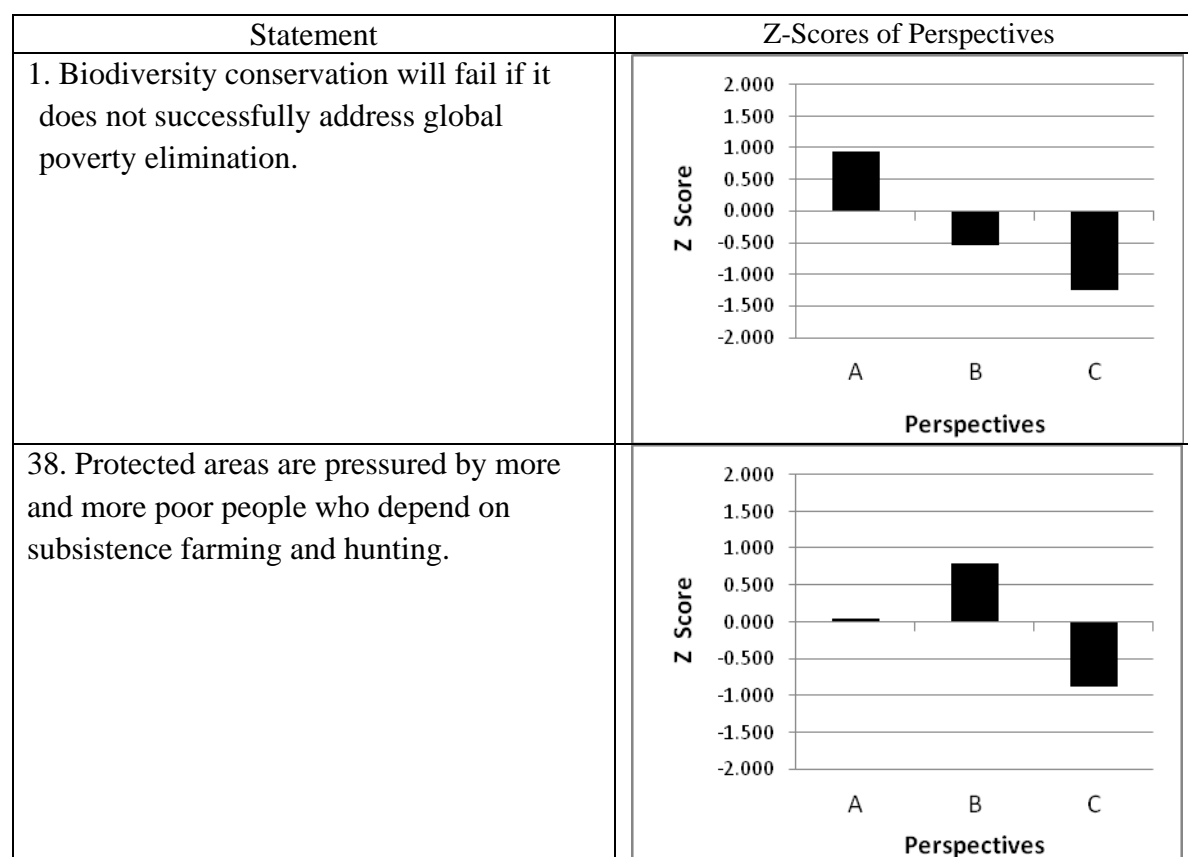 Statement
Z-Scores of Perspectives
1. Biodiversity conservation will fail if it
does not successfully address global
poverty elimination.
2.000
1.500
1.000
0.500
0.000
-0.500
-1.000
-1.500
-2.000
Z Score
A B C
Perspectives
38. Protected areas are pressured by more
and more poor people who depend on
subsistence farming and hunting.
2.000
1.500
1.000
0.500
0.000
-0.500
-1.000
-1.500
-2.000
Z Score
A B C
Perspectives